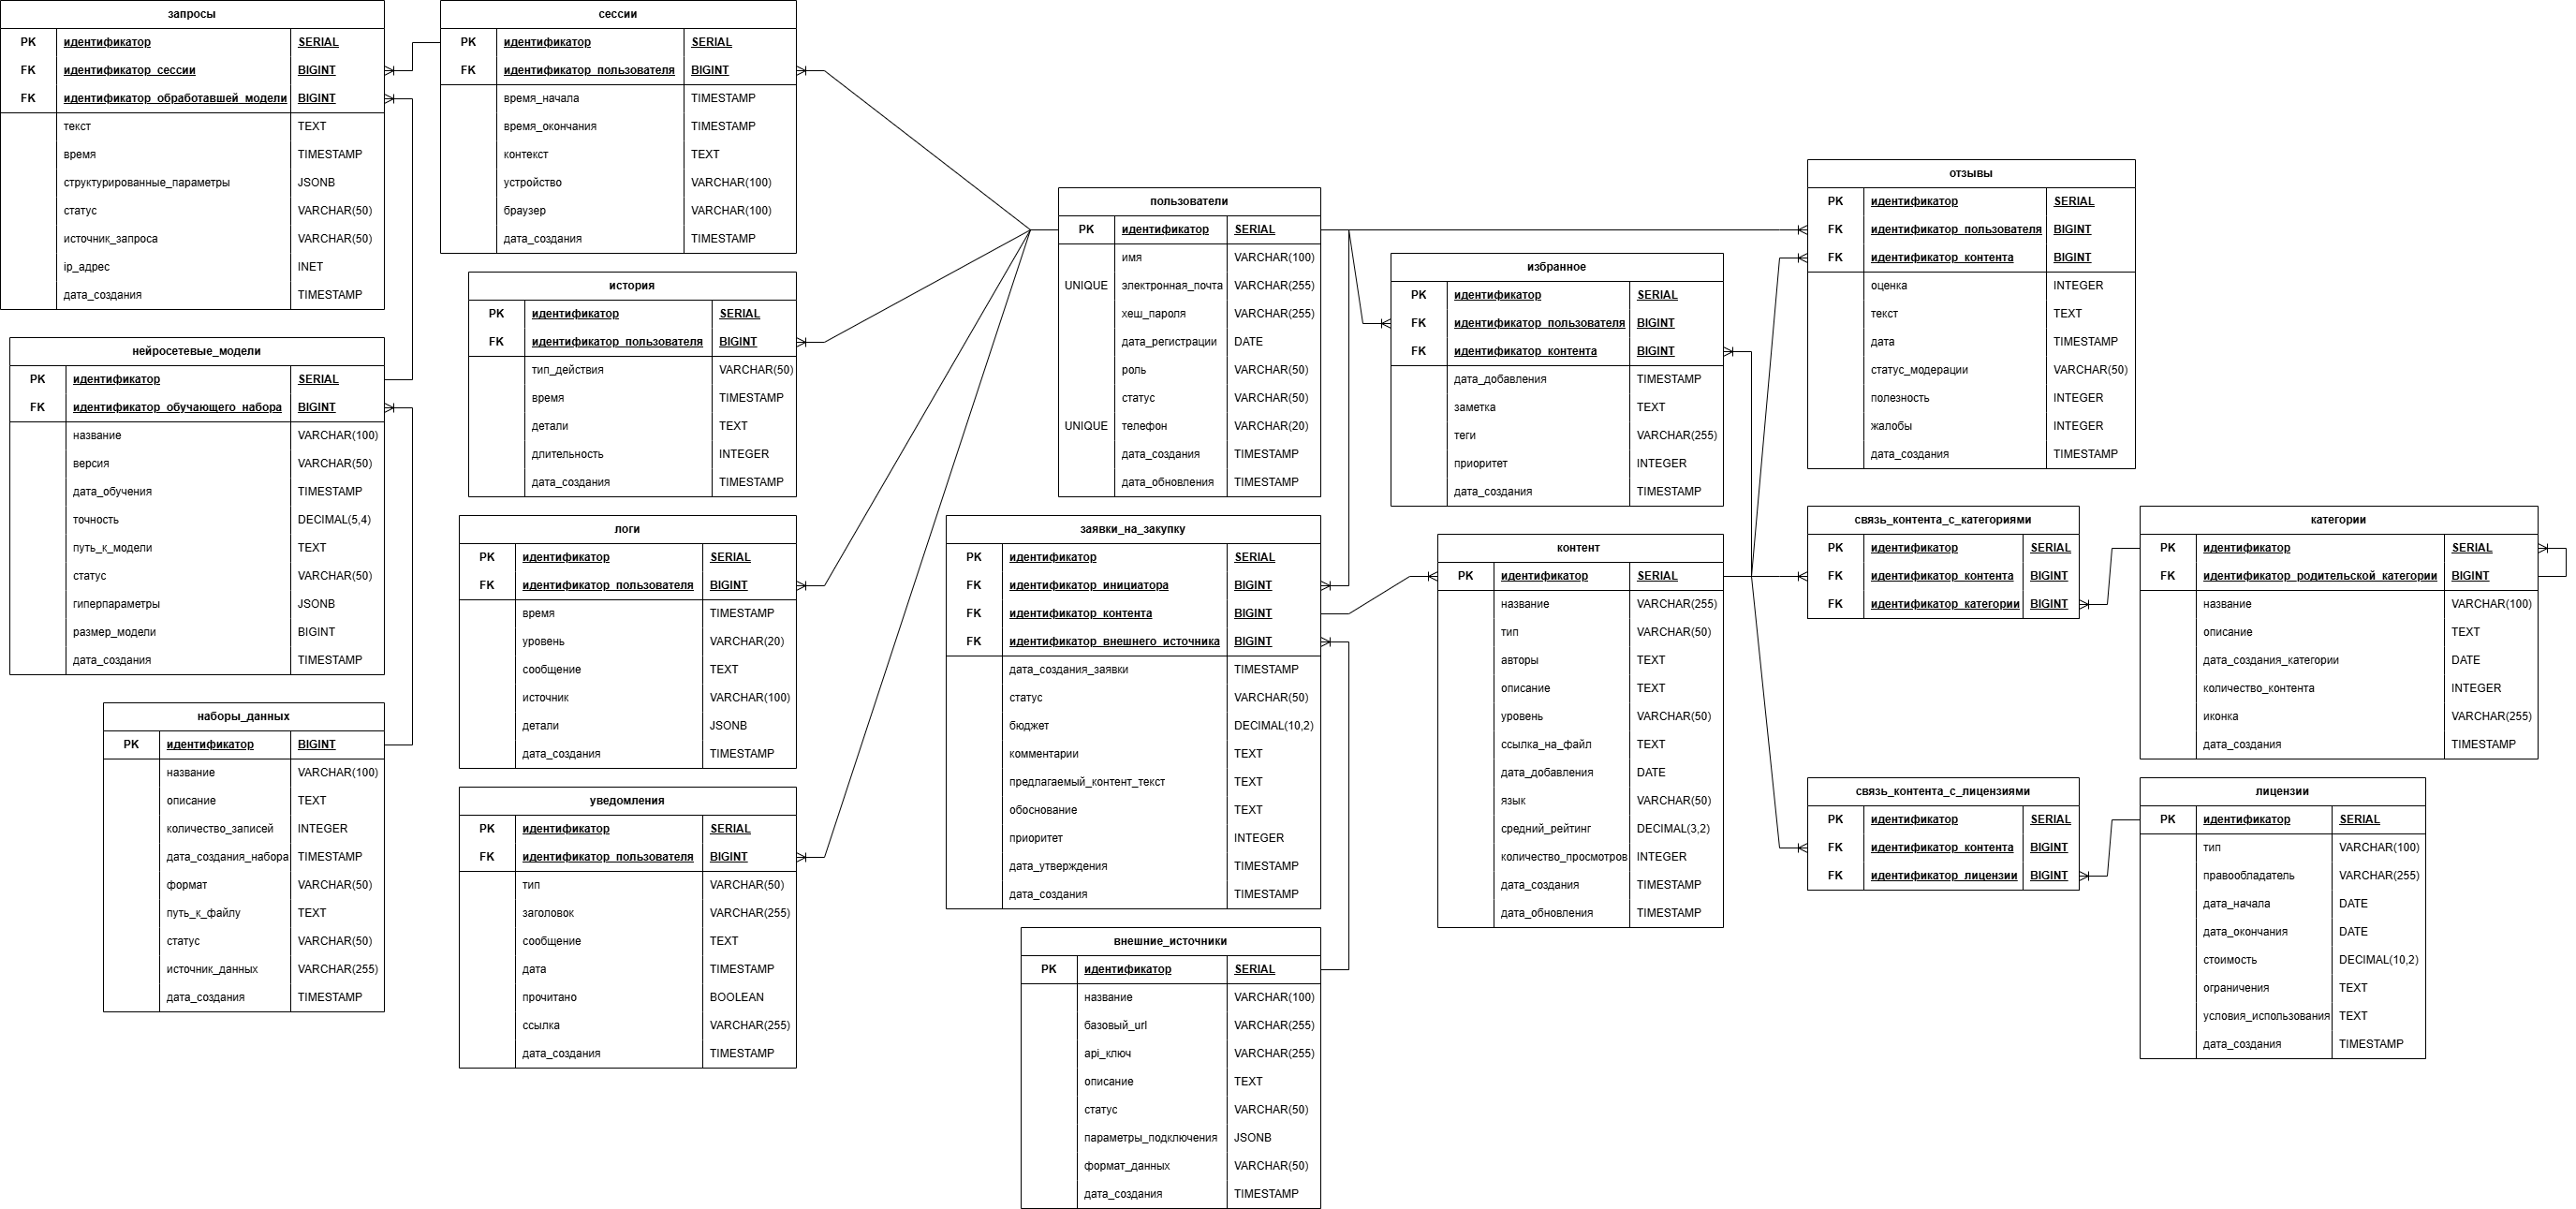 запросы
PK идентификатор SERIAL
FK идентификатор_сессии BIGINT
FK идентификатор_обработавшей_модели BIGINT
текст TEXT
время TIMESTAMP
структурированные_параметры JSONB
статус VARCHAR(50)
источник_запроса VARCHAR(50)
ip_адрес INET
дата_создания TIMESTAMP
нейросетевые_модели
PK идентификатор SERIAL
FK идентификатор_обучающего_набора BIGINT
название VARCHAR(100)
версия VARCHAR(50)
дата_обучения TIMESTAMP
точность DECIMAL(5,4)
путь_к_модели TEXT
статус VARCHAR(50)
гиперпараметры JSONB
размер_модели BIGINT
дата_создания TIMESTAMP
наборы_данных
PK идентификатор BIGINT
название VARCHAR(100)
описание TEXT
количество_записей INTEGER
дата_создания_набора TIMESTAMP
формат VARCHAR(50)
путь_к_файлу TEXT
статус VARCHAR(50)
источник_данных VARCHAR(255)
дата_создания TIMESTAMP
сессии
PK идентификатор SERIAL
FK идентификатор_пользователя BIGINT
время_начала TIMESTAMP
время_окончания TIMESTAMP
контекст TEXT
устройство VARCHAR(100)
браузер VARCHAR(100)
дата_создания TIMESTAMP
история
PK идентификатор SERIAL
FK идентификатор_пользователя BIGINT
тип_действия VARCHAR(50)
время TIMESTAMP
детали TEXT
длительность INTEGER
дата_создания TIMESTAMP
логи
PK идентификатор SERIAL
FK идентификатор_пользователя BIGINT
время TIMESTAMP
уровень VARCHAR(20)
сообщение TEXT
источник VARCHAR(100)
детали JSONB
дата_создания TIMESTAMP
уведомления
PK идентификатор SERIAL
FK идентификатор_пользователя BIGINT
тип VARCHAR(50)
заголовок VARCHAR(255)
сообщение TEXT
дата TIMESTAMP
прочитано BOOLEAN
ссылка VARCHAR(255)
дата_создания TIMESTAMP
пользователи
PK идентификатор SERIAL
имя VARCHAR(100)
UNIQUE электронная_почта VARCHAR(255)
хеш_пароля VARCHAR(255)
дата_регистрации DATE
роль VARCHAR(50)
статус VARCHAR(50)
UNIQUE телефон VARCHAR(20)
дата_создания TIMESTAMP
дата_обновления TIMESTAMP
заявки_на_закупку
PK идентификатор SERIAL
FK идентификатор_инициатора BIGINT
FK идентификатор_контента BIGINT
FK идентификатор_внешнего_источника BIGINT
дата_создания_заявки TIMESTAMP
статус VARCHAR(50)
бюджет DECIMAL(10,2)
комментарии TEXT
предлагаемый_контент_текст TEXT
обоснование TEXT
приоритет INTEGER
дата_утверждения TIMESTAMP
дата_создания TIMESTAMP
внешние_источники
PK идентификатор SERIAL
название VARCHAR(100)
базовый_url VARCHAR(255)
api_ключ VARCHAR(255)
описание TEXT
статус VARCHAR(50)
параметры_подключения JSONB
формат_данных VARCHAR(50)
дата_создания TIMESTAMP
избранное
PK идентификатор SERIAL
FK идентификатор_пользователя BIGINT
FK идентификатор_контента BIGINT
дата_добавления TIMESTAMP
заметка TEXT
теги VARCHAR(255)
приоритет INTEGER
дата_создания TIMESTAMP
контент
PK идентификатор SERIAL
название VARCHAR(255)
тип VARCHAR(50)
авторы TEXT
описание TEXT
уровень VARCHAR(50)
ссылка_на_файл TEXT
дата_добавления DATE
язык VARCHAR(50)
средний_рейтинг DECIMAL(3,2)
количество_просмотров INTEGER
дата_создания TIMESTAMP
дата_обновления TIMESTAMP
отзывы
PK идентификатор SERIAL
FK идентификатор_пользователя BIGINT
FK идентификатор_контента BIGINT
оценка INTEGER
текст TEXT
дата TIMESTAMP
статус_модерации VARCHAR(50)
полезность INTEGER
жалобы INTEGER
дата_создания TIMESTAMP
связь_контента_с_категориями
PK идентификатор SERIAL
FK идентификатор_контента BIGINT
FK идентификатор_категории BIGINT
категории
PK идентификатор SERIAL
FK идентификатор_родительской_категории BIGINT
название VARCHAR(100)
описание TEXT
дата_создания_категории DATE
количество_контента INTEGER
иконка VARCHAR(255)
дата_создания TIMESTAMP
связь_контента_с_лицензиями
PK идентификатор SERIAL
FK идентификатор_контента BIGINT
FK идентификатор_лицензии BIGINT
лицензии
PK идентификатор SERIAL
тип VARCHAR(100)
правообладатель VARCHAR(255)
дата_начала DATE
дата_окончания DATE
стоимость DECIMAL(10,2)
ограничения TEXT
условия_использования TEXT
дата_создания TIMESTAMP